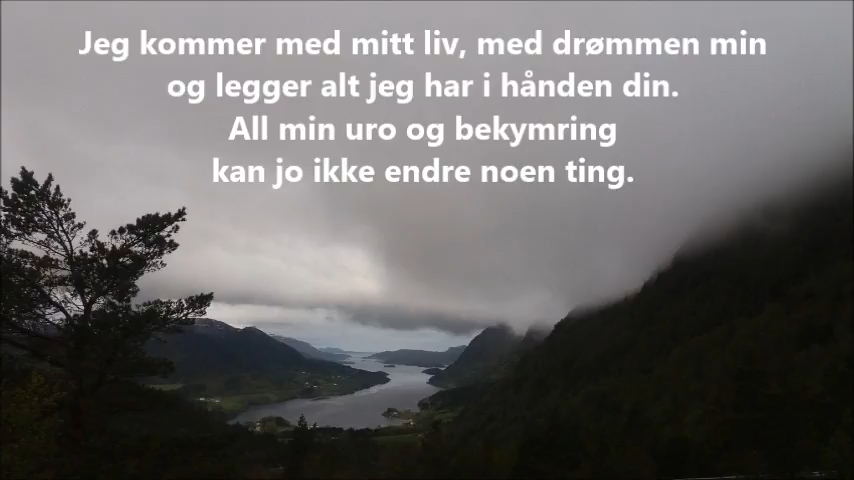 Jeg kommer med mitt liv, med drømmen min
og legger alt jeg har i hånden din.
All min uro og bekymring
kan jo ikke endre noen ting.